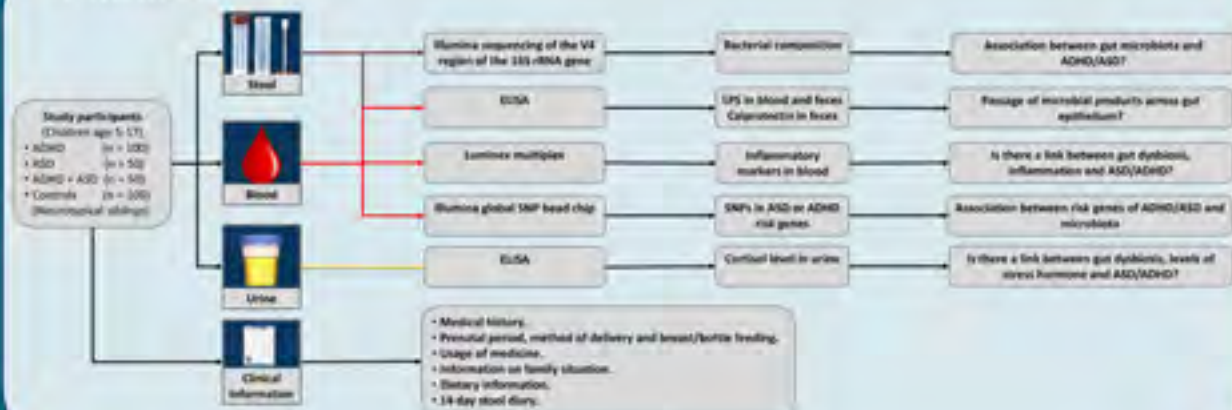 Study participants
(Children age 5-17)
• ADHD (n = 100)
• ASD (n = 50)
• ADHD + ASD (n = 50)
• Controls (n = 100)
(Neurotypical siblings)
Stool
Blood
Urine
Clinical
Information
Illumina sequencing of the V4
region of the 16S rRNA gene
Bacterial composition
Association between gut microbiota and
ADHD/ASD?
ELISA
LPS in blood and feces
Calprotectin in feces
Passage of microbial products across gut
epithelium?
Luminex multiplex
Inflammatory
markers in blood
Is there a link between gut dysbiosis,
inflammation and ASD/ADHD?
Illumina global SNP bead chip
SNPs in ASD or ADHD
risk genes
Association between risk genes of ADHD/ASD and
microbiota
ELISA
Cortisol level in urine
Is there a link between gut dysbiosis, levels of
stress hormone and ASD/ADHD?
• Medical history.
• Prenatal period, method of delivery and breast/bottle feeding.
• Usage of medicine.
• Information on family situation.
• Dietary information.
• 14-day stool diary.